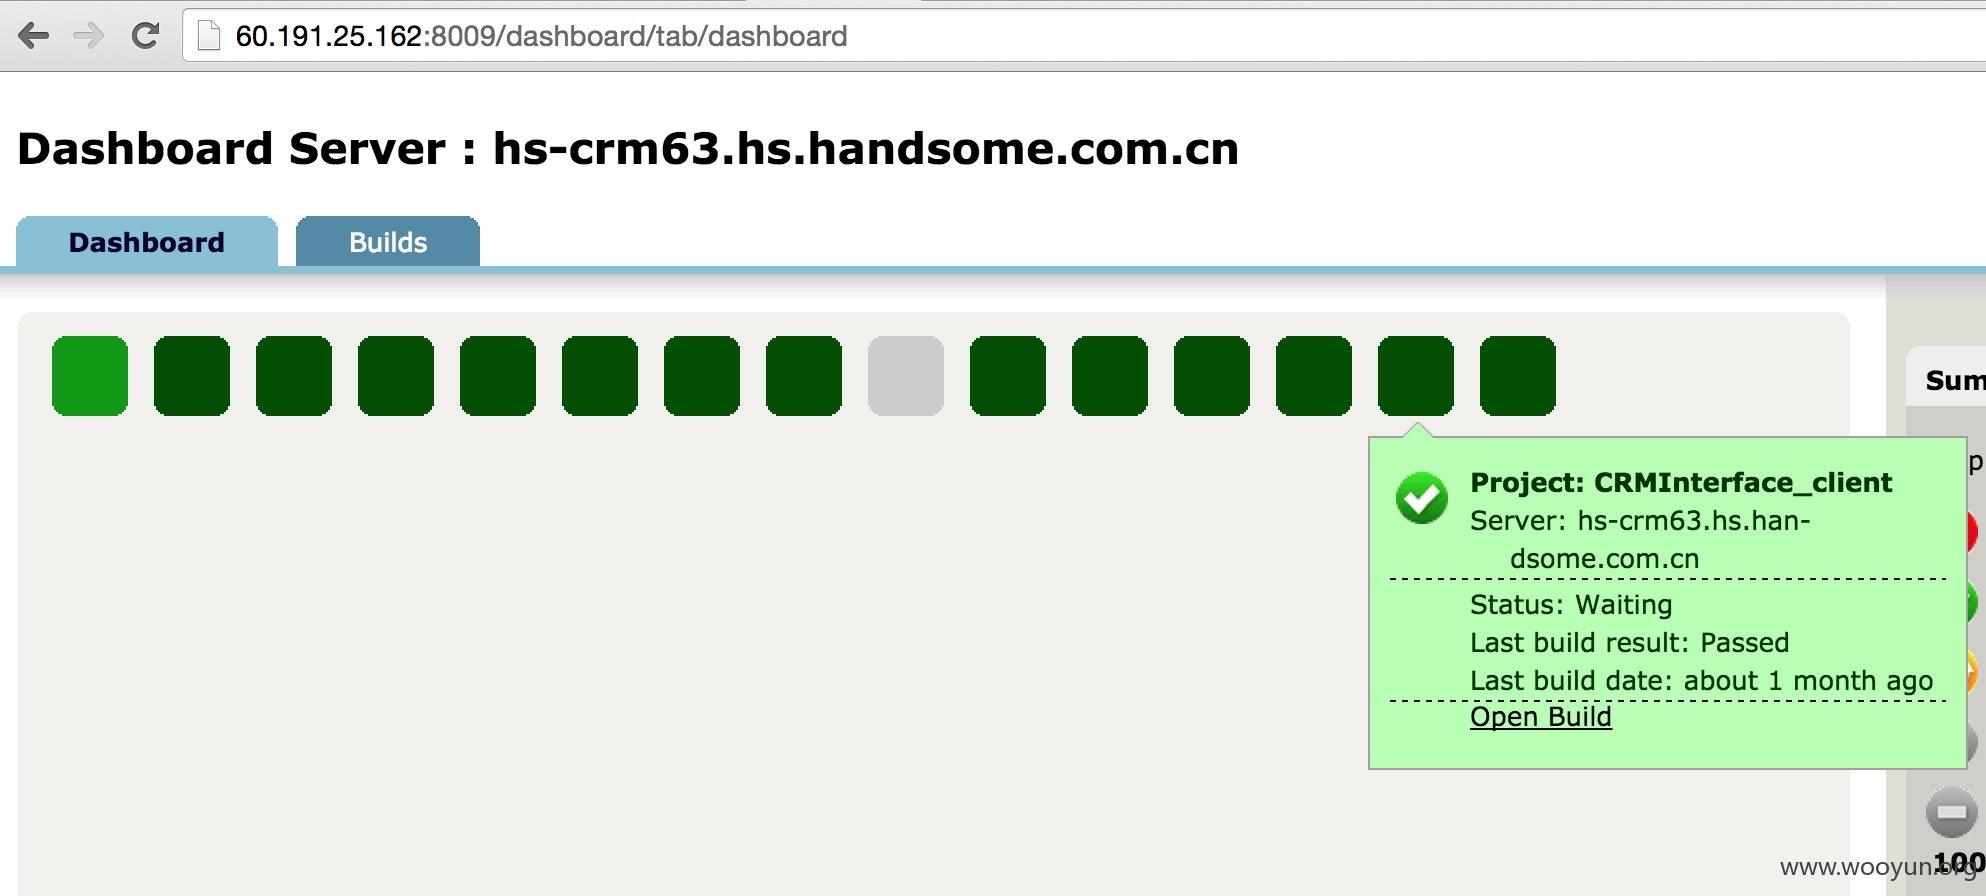 60.191.25.162:8009/dashboard/tab/dashboard
Dashboard Server : hs-crm63.hs.handsome.com.cn
Dashboard
Builds
Sum
p
Project: CRMInterface_client
Server: hs-crm63.hs.han-
dsome.com.cn
Status: Waiting
Last build result: Passed
Last build date: about 1 month ago
Open Build
100
www.wooyun.org